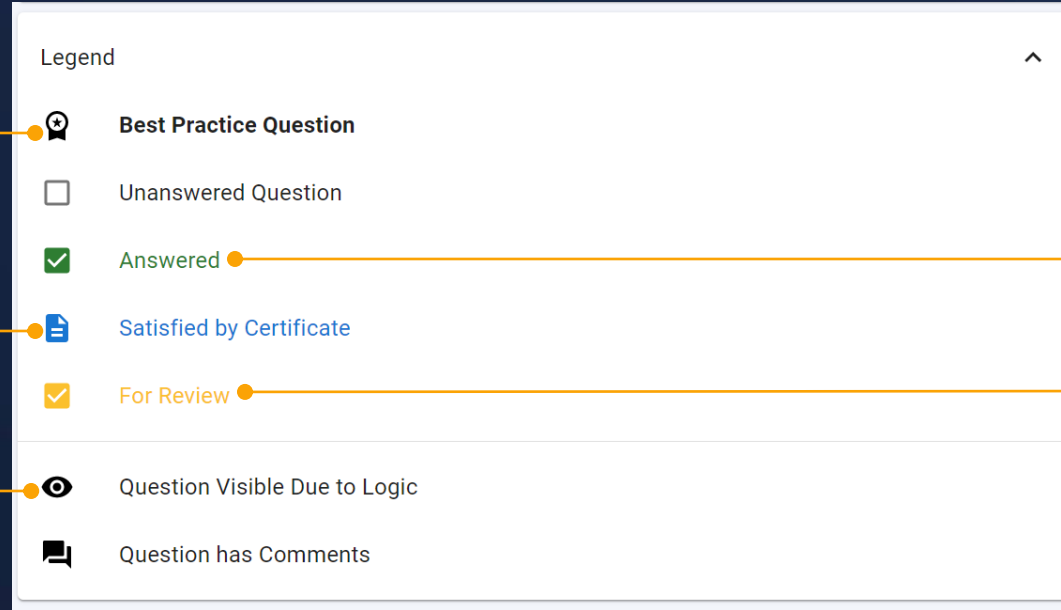 Legend
Best Practice Question
Unanswered Question
Answered
Satisfied by Certificate
For Review
Question Visible Due to Logic
Question has Comments